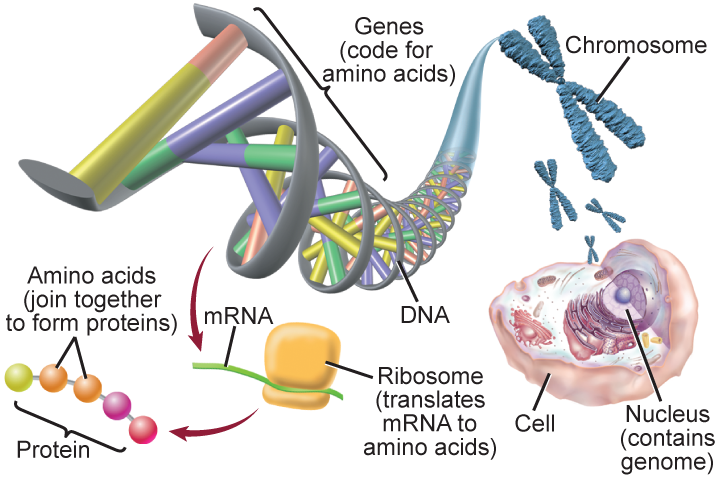 Genes
(code for
amino acids)
Chromosome
Amino acids
(join together
to form proteins)
mRNA
DNA
Ribosome
(translates
mRNA to
amino acids)
Cell
Nucleus
(contains
genome)
Protein